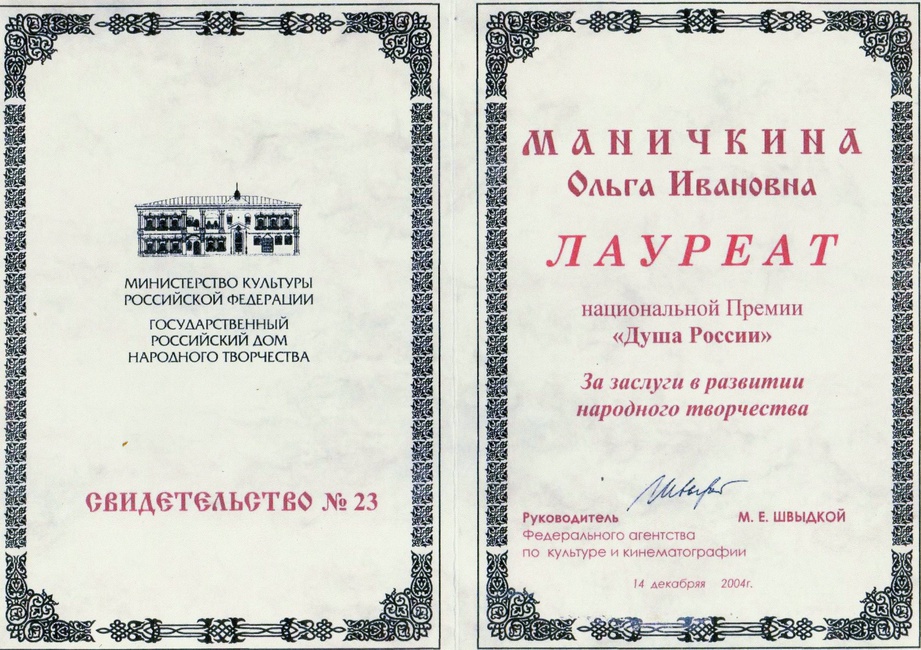 МИНИСТЕРСТВО КУЛЬТУРЫ
РОССИЙСКОЙ ФЕДЕРАЦИИ
ГОСУДАРСТВЕННЫЙ
РОССИЙСКИЙ ДОМ
НАРОДНОГО ТВОРЧЕСТВА
СВИДЕТЕЛЬСТВО № 23
МАНИЧКИНА
Ольга Ивановна
ЛАУРЕАТ
национальной Премии
«Душа России»
За заслуги в развитии
народного творчества
Руководитель М. Е. ШВЫДКОЙ
Федерального агентства
по культуре и кинематографии
14 декабря 2004г.